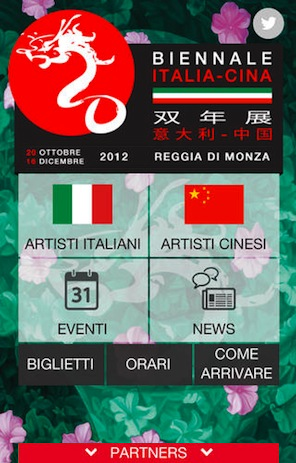 BIENNALE
ITALIA-CINA
双年展
意大利-中国
20 OTTOBRE
16 DICEMBRE 2012 REGGIA DI MONZA
ARTISTI ITALIANI ARTISTI CINESI
31
EVENTI NEWS
BIGLIETTI ORARI COME
ARRIVARE
PARTNERS